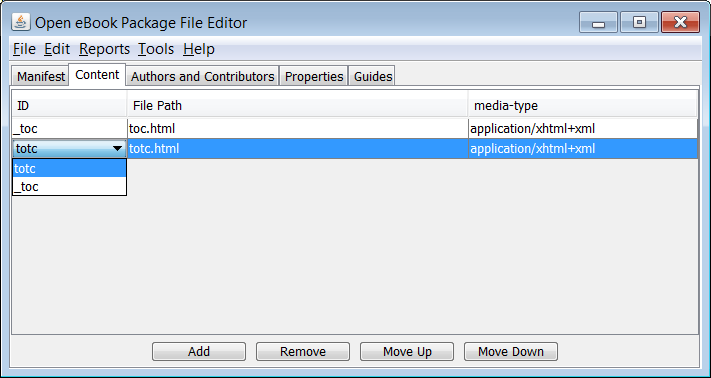 Open eBook Package File Editor
File Edit Reports Tools Help
Manifest Content Authors and Contributors Properties Guides
ID File Path media-type
_toc toc.html application/xhtml+xml
totc totc.html application/xhtml+xml
totc
_toc
Add Remove Move Up Move Down